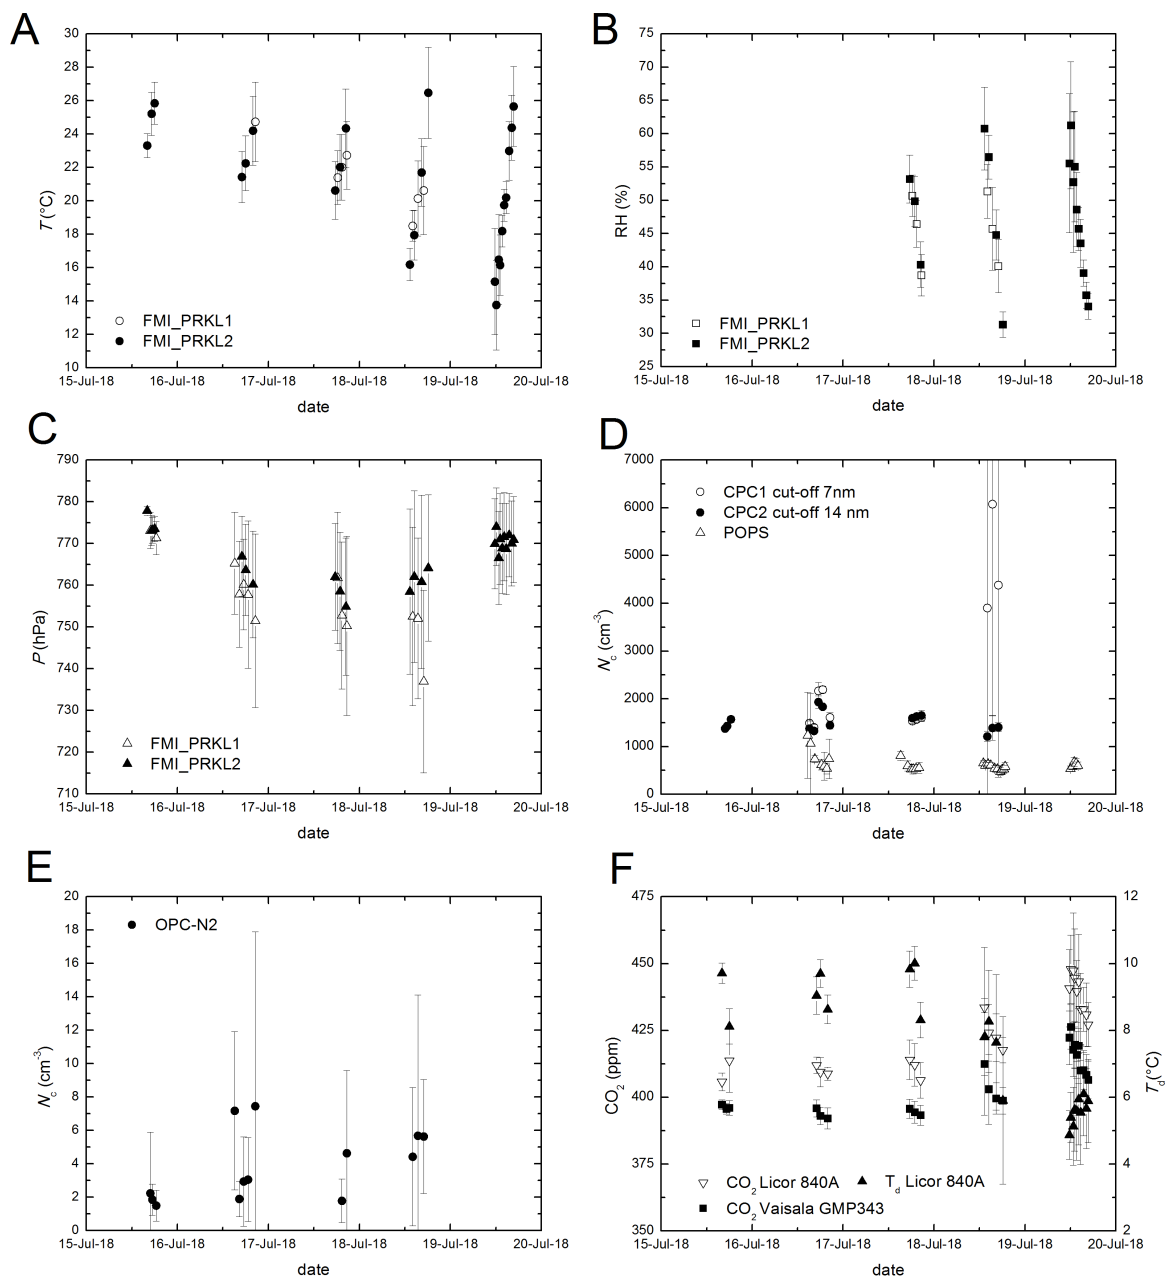 A
30
28
26
24
22
20
18
16
14
12
10
T (°C)
FMI_PRKL1
FMI_PRKL2
15-Jul-18 16-Jul-18 17-Jul-18 18-Jul-18 19-Jul-18 20-Jul-18
date
B
75
70
65
60
55
50
45
40
35
30
25
RH (%)
FMI_PRKL1
FMI_PRKL2
15-Jul-18 16-Jul-18 17-Jul-18 18-Jul-18 19-Jul-18 20-Jul-18
date
C
790
780
770
760
750
740
730
720
710
P (hPa)
FMI_PRKL1
FMI_PRKL2
15-Jul-18 16-Jul-18 17-Jul-18 18-Jul-18 19-Jul-18 20-Jul-18
date
D
7000
6000
5000
4000
3000
2000
1000
0
Nc (cm-3)
CPC1 cut-off 7nm
CPC2 cut-off 14 nm
POPS
15-Jul-18 16-Jul-18 17-Jul-18 18-Jul-18 19-Jul-18 20-Jul-18
date
E
20
18
16
14
12
10
8
6
4
2
0
Nc (cm-3)
OPC-N2
15-Jul-18 16-Jul-18 17-Jul-18 18-Jul-18 19-Jul-18 20-Jul-18
date
F
475
450
425
400
375
350
CO2 (ppm)
12
10
8
6
4
2
Td (°C)
CO2 Licor 840A Td Licor 840A
CO2 Vaisala GMP343
15-Jul-18 16-Jul-18 17-Jul-18 18-Jul-18 19-Jul-18 20-Jul-18
date